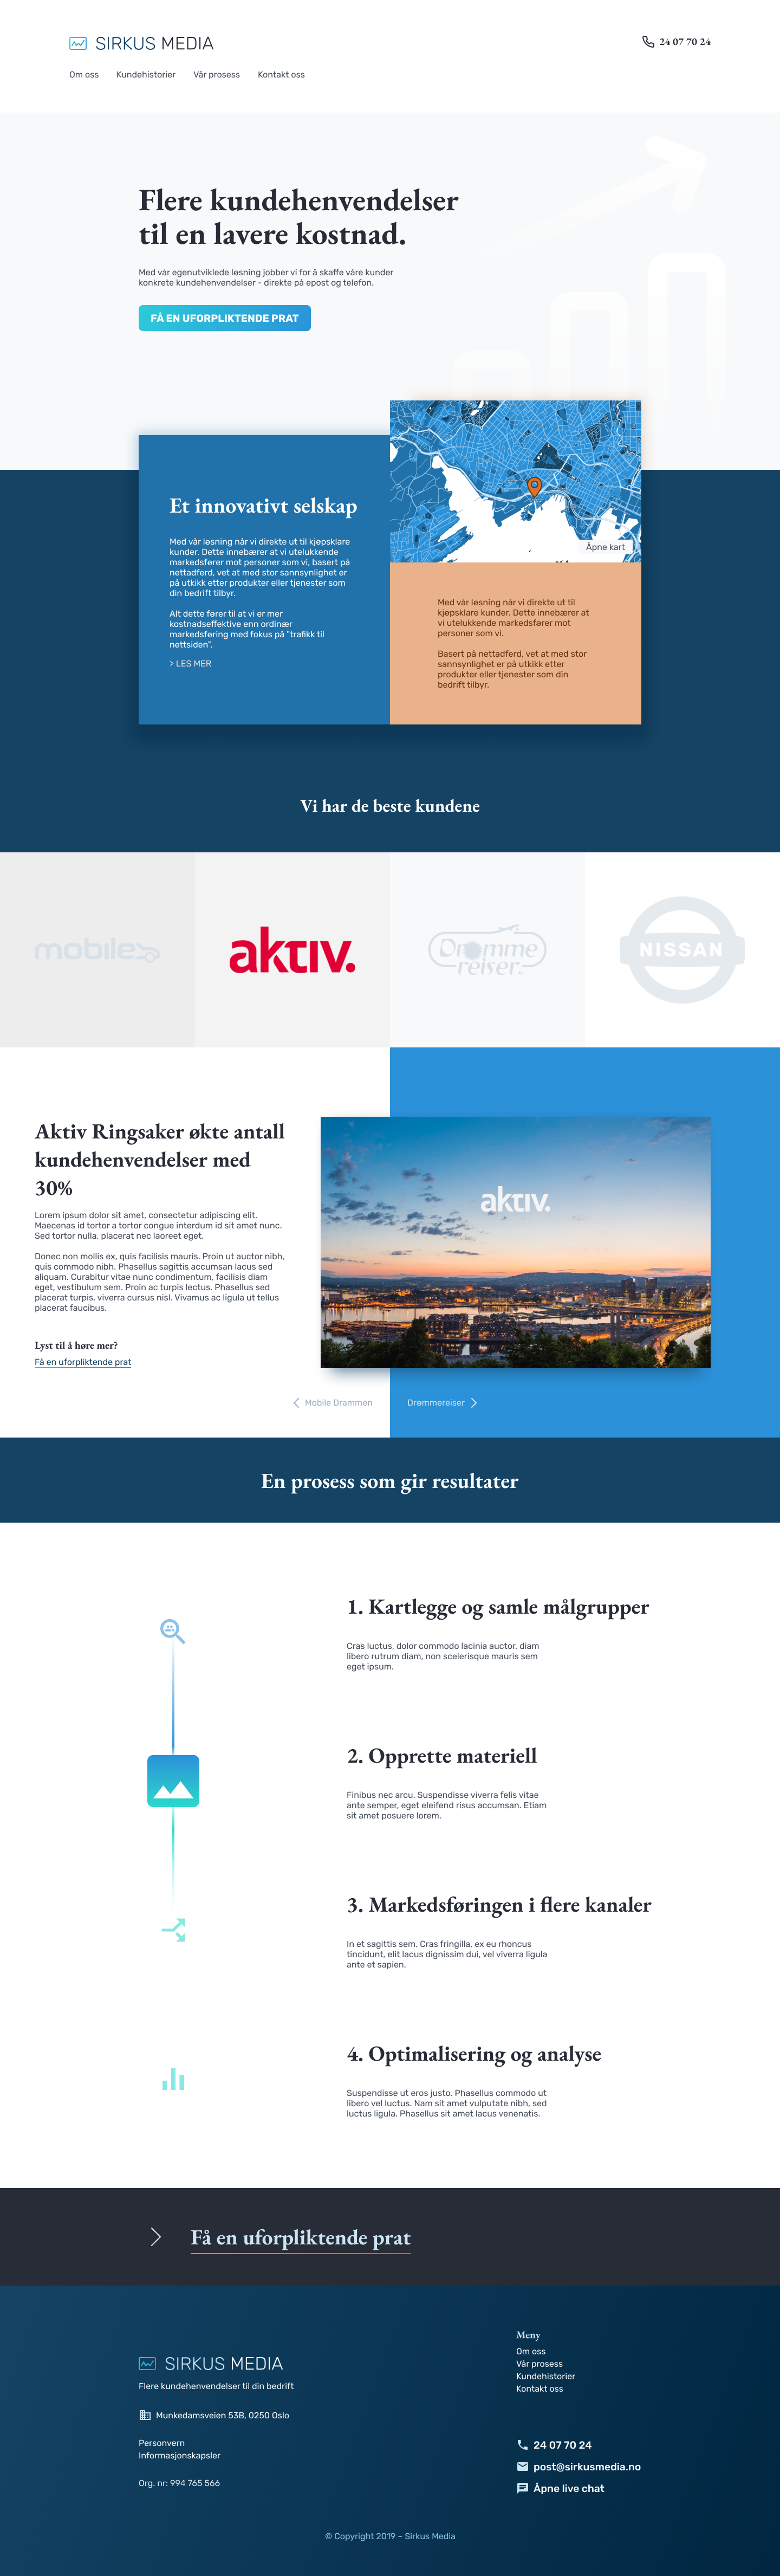 SIRKUS MEDIA
24 07 70 24
Om oss
Kundehistorier
Vår prosess
Kontakt oss
Flere kundehenvendelser
til en lavere kostnad.
Med vår egenutviklede løsning jobber vi for å skaffe våre kunder
konkrete kundehenvendelser - direkte på epost og telefon.
FÅ EN UFORPLIKTENDE PRAT
Et innovativt selskap
Med vår løsning når vi direkte ut til kjøpsklare
kunder. Dette innebærer at vi utelukkende
markedsfører mot personer som vi, basert på
nettadferd, vet at med stor sannsynlighet er
på utkikk etter produkter eller tjenester som
din bedrift tilbyr.
Alt dette fører til at vi er mer
kostnadseffektive enn ordinær
markedsføring med fokus på "trafikk til
nettsiden".
> LES MER
Åpne kart
Med vår løsning når vi direkte ut til
kjøpsklare kunder. Dette innebærer at
vi utelukkende markedsfører mot
personer som vi.
Basert på nettadferd, vet at med stor
sannsynlighet er på utkikk etter
produkter eller tjenester som din
bedrift tilbyr.
Vi har de beste kundene
mobile
aktiv.
Drømme
reiser
NISSAN
Aktiv Ringsaker økte antall
kundehenvendelser med
30%
Lorem ipsum dolor sit amet, consectetur adipiscing elit.
Maecenas id tortor a tortor congue interdum id sit amet nunc.
Sed tortor nulla, placerat nec laoreet eget.
Donec non mollis ex, quis facilisis mauris. Proin ut auctor nibh,
quis commodo nibh. Phasellus sagittis accumsan lacus sed
aliquam. Curabitur vitae nunc condimentum, facilisis diam
eget, vestibulum sem. Proin ac turpis lectus. Phasellus sed
placerat turpis, viverra cursus nisl. Vivamus ac ligula ut tellus
placerat faucibus.
Lyst til å høre mer?
Få en uforpliktende prat
aktiv.
Mobile Drammen
Drømmereiser
En prosess som gir resultater
1. Kartlegge og samle målgrupper
Cras luctus, dolor commodo lacinia auctor, diam
libero rutrum diam, non scelerisque mauris sem
eget ipsum.
2. Opprette materiell
Finibus nec arcu. Suspendisse viverra felis vitae
ante semper, eget eleifend risus accumsan. Etiam
sit amet posuere lorem.
3. Markedsføringen i flere kanaler
In et sagittis sem. Cras fringilla, ex eu rhoncus
tincidunt, elit lacus dignissim dui, vel viverra ligula
ante et sapien.
4. Optimalisering og analyse
Suspendisse ut eros justo. Phasellus commodo ut
libero vel luctus. Nam sit amet vulputate nibh, sed
luctus ligula. Phasellus sit amet lacus venenatis.
Få en uforpliktende prat
SIRKUS MEDIA
Flere kundehenvendelser til din bedrift
Munkedamsveien 53B, 0250 Oslo
Personvern
Informasjonskapsler
Org. nr: 994 765 566
Meny
Om oss
Vår prosess
Kundehistorier
Kontakt oss
24 07 70 24
post@sirkusmedia.no
Åpne live chat
© Copyright 2019 – Sirkus Media